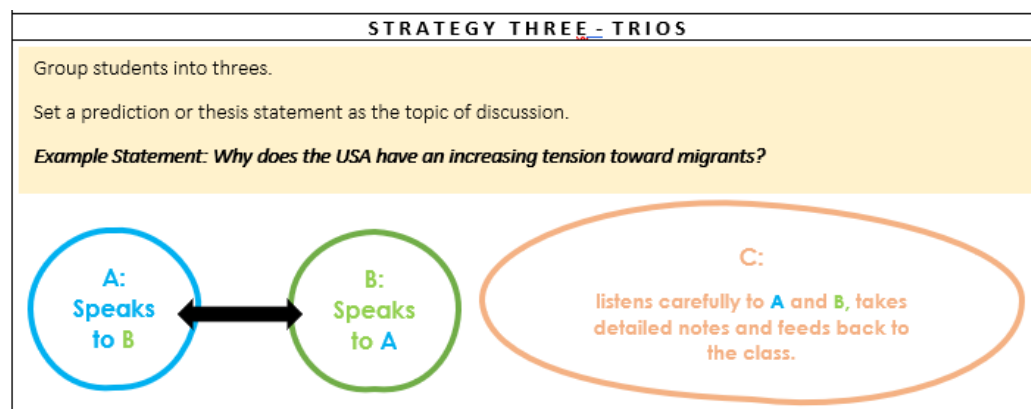 STRATEGY THREE - TRIOS
Group students into threes.
Set a prediction or thesis statement as the topic of discussion.
Example Statement: Why does the USA have an increasing tension toward migrants?
A:
Speaks
to B
B:
Speaks
to A
C:
listens carefully to A and B, takes
detailed notes and feeds back to
the class.